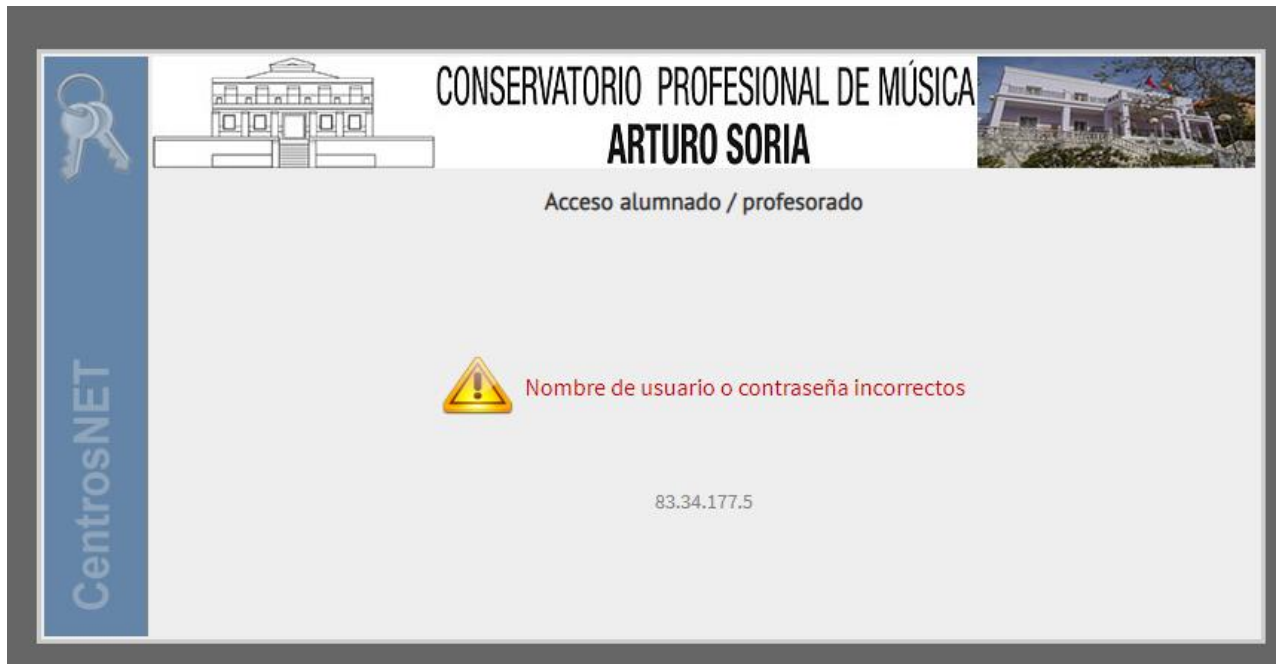 CONSERVATORIO PROFESIONAL DE MÚSICA
ARTURO SORIA
Acceso alumnado / profesorado
Nombre de usuario o contraseña incorrectos
83.34.177.5
CentrosNET